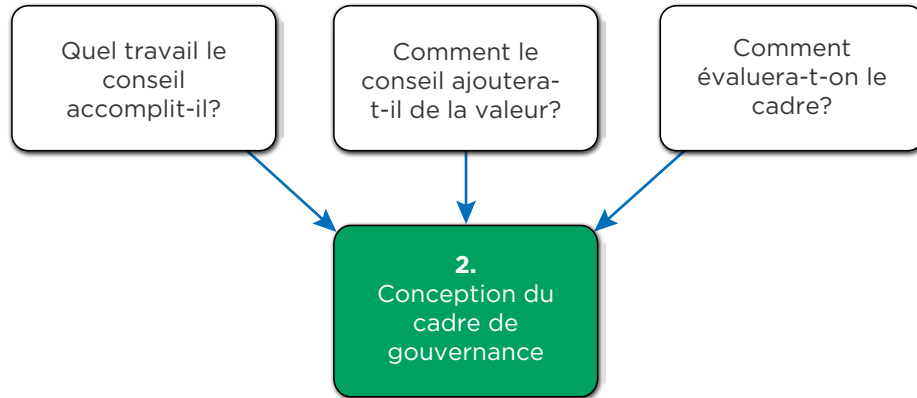 Quel travail le
conseil
accomplit-il?
Comment le
conseil ajoutera-
t-il de la valeur?
Comment
évaluera-t-on le
cadre?
2.
Conception du
cadre de
gouvernance